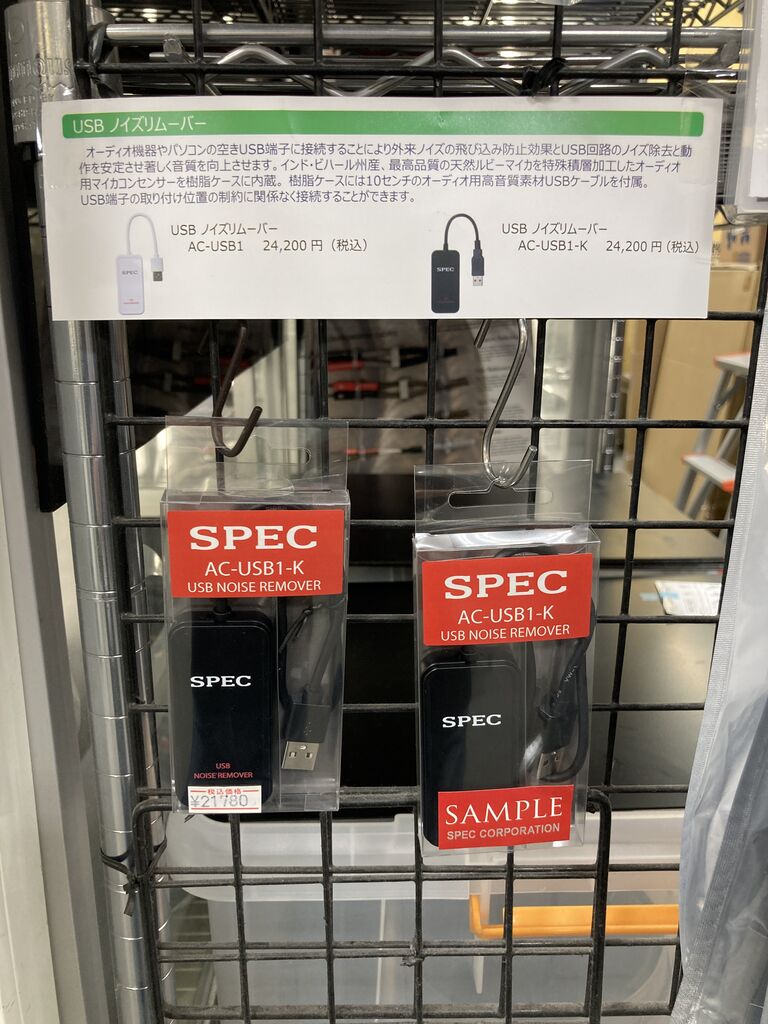 USB ノイズリムーバー
オーディオ機器やパソコンの空きUSB端子に接続することにより外来ノイズの飛び込み防止効果とUSB回路のノイズ除去と動
作を安定させ著しく音質を向上させます。インド・ビハール州産、最高品質の天然ルビーマイカを特殊積層加工したオーディオ
用マイカコンセンサーを樹脂ケースに内蔵。樹脂ケースには10センチのオーディオ用高音質素材USBケーブルを付属。
USB端子の取り付け位置の制約に関係なく接続することができます。
USB ノイズリムーバー
AC-USB1 24,200 円（税込）
SPEC
USB ノイズリムーバー
AC-USB1-K 24,200 円（税込）
SPEC
SPEC
AC-USB1-K
USB NOISE REMOVER
SPEC
USB
NOISE REMOVER
税込価格
¥21780
SPEC
AC-USB1-K
USB NOISE REMOVER
SPEC
SAMPLE
SPEC CORPORATION